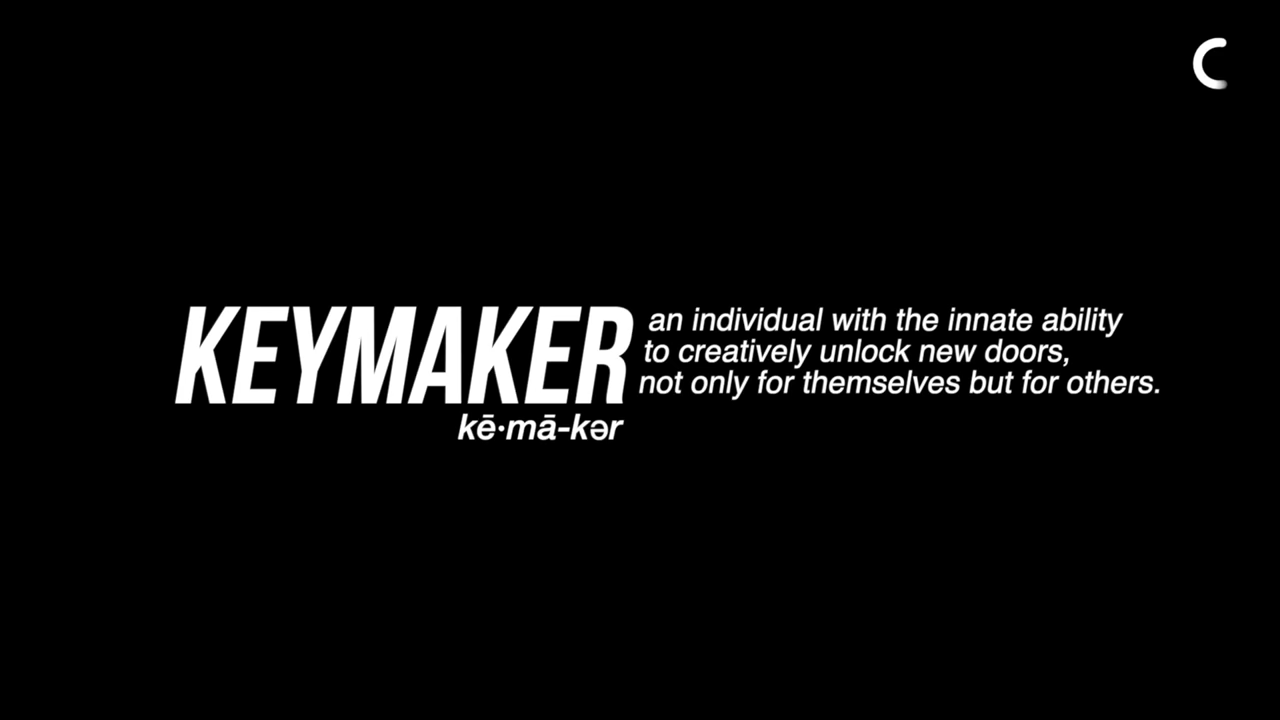 KEYMAKER
kē·mā-kər
an individual with the innate ability
to creatively unlock new doors,
not only for themselves but for others.